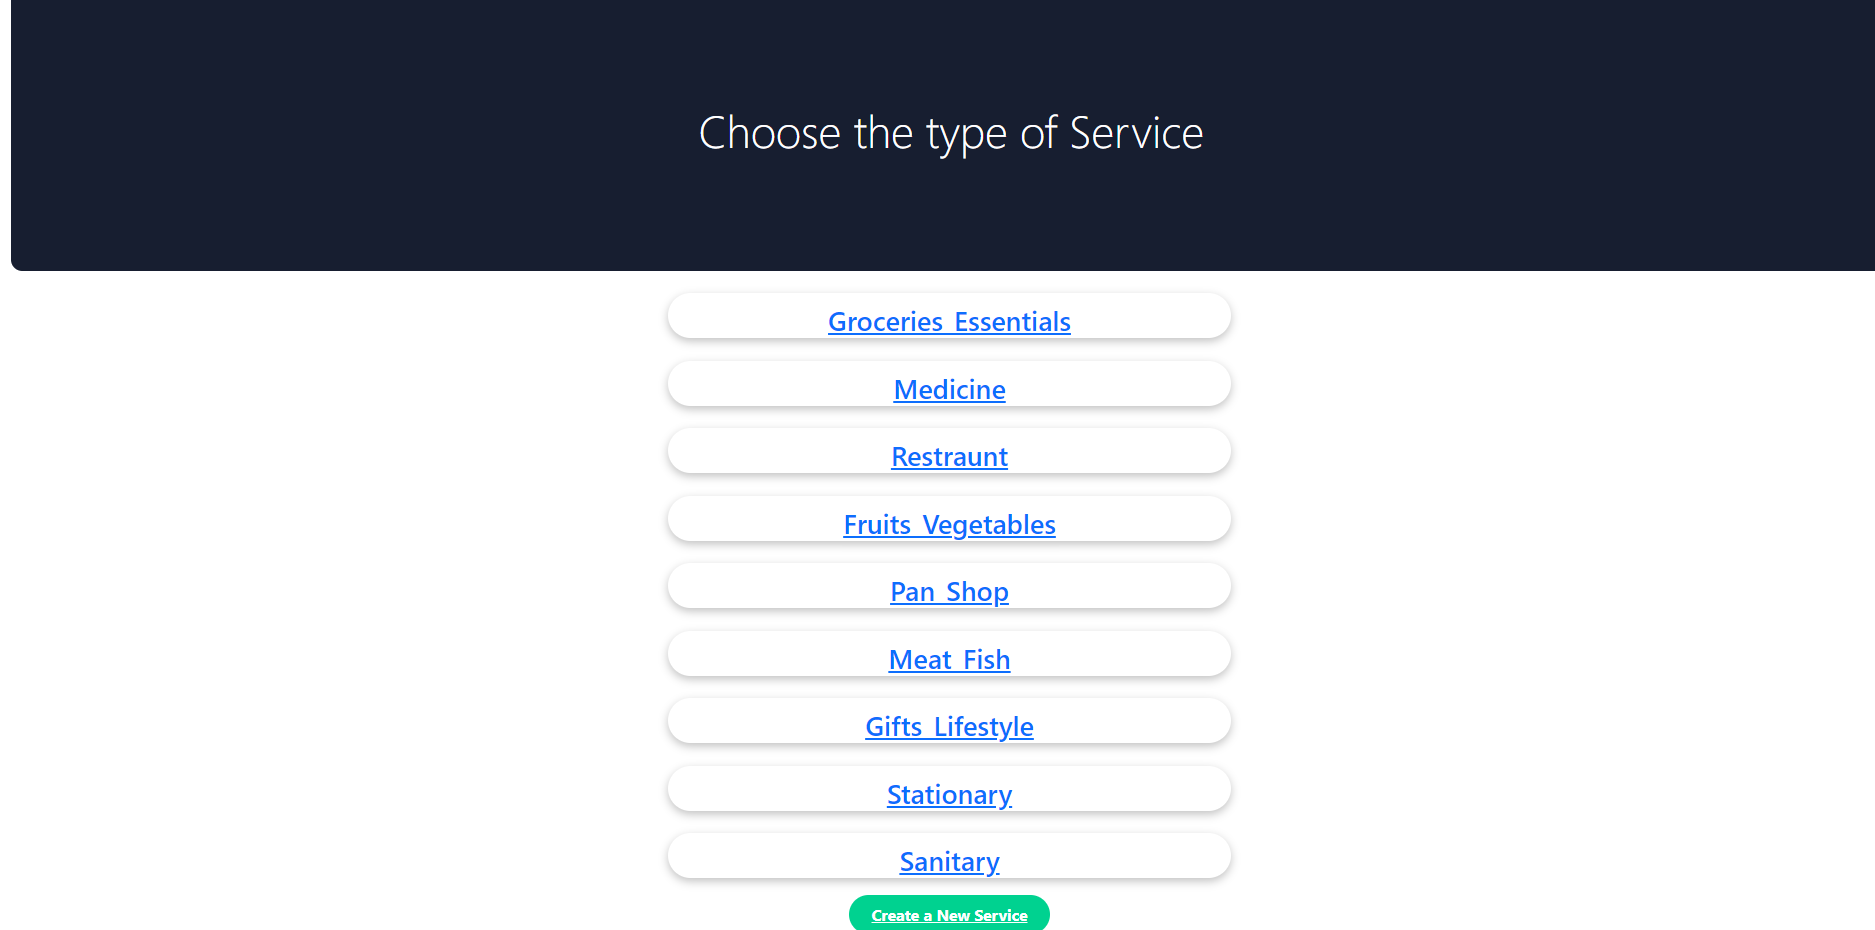 Choose the type of Service
Groceries_Essentials
Medicine
Restraunt
Fruits_Vegetables
Pan_Shop
Meat_Fish
Gifts_Lifestyle
Stationary
Sanitary
Create a New Service